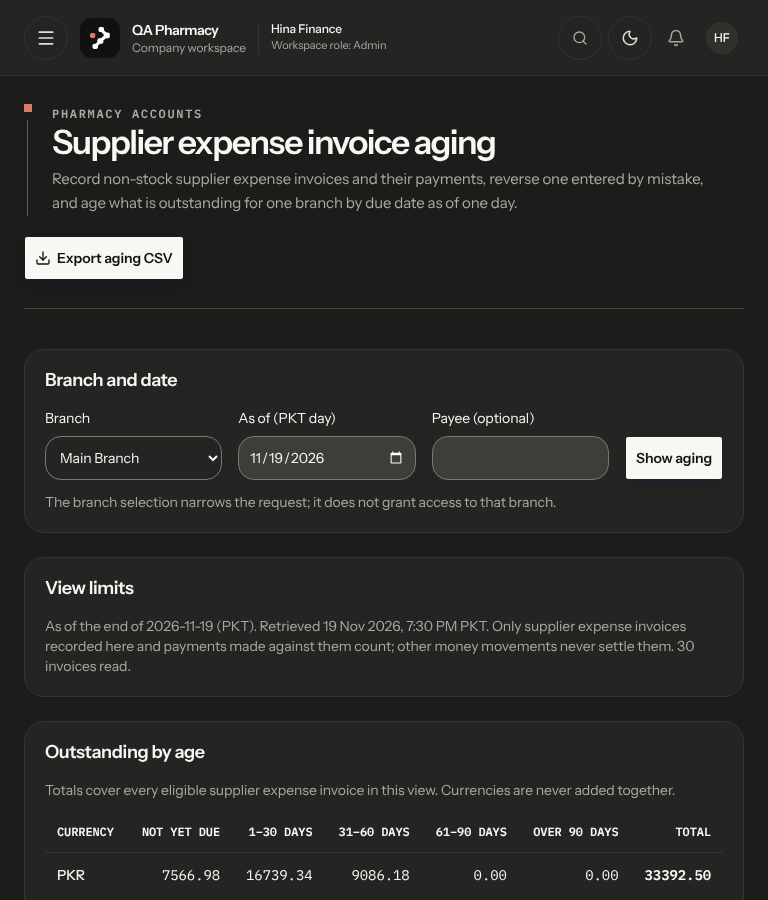 QA Pharmacy
Company workspace
Hina Finance
Workspace role: Admin
HF
PHARMACY ACCOUNTS
Supplier expense invoice aging
Record non-stock supplier expense invoices and their payments, reverse one entered by mistake,
and age what is outstanding for one branch by due date as of one day.
Export aging CSV
Branch and date
Branch As of (PKT day) Payee (optional)
Main Branch 11/19/2026 Show aging
The branch selection narrows the request; it does not grant access to that branch.
View limits
As of the end of 2026-11-19 (PKT). Retrieved 19 Nov 2026, 7:30 PM PKT. Only supplier expense invoices
recorded here and payments made against them count; other money movements never settle them. 30
invoices read.
Outstanding by age
Totals cover every eligible supplier expense invoice in this view. Currencies are never added together.
CURRENCY NOT YET DUE 1–30 DAYS 31–60 DAYS 61–90 DAYS OVER 90 DAYS TOTAL
PKR 7566.98 16739.34 9086.18 0.00 0.00 33392.50